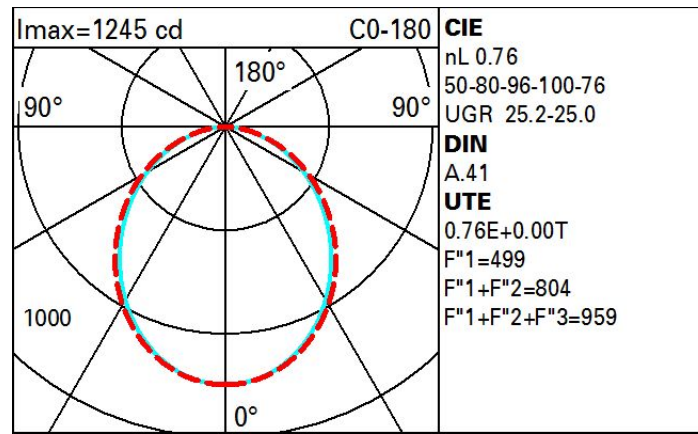 Imax=1245 cd C0-180
180°
90° 90°
1000
0°
CIE
nL 0.76
50-80-96-100-76
UGR 25.2-25.0
DIN
A.41
UTE
0.76E+0.00T
F"1=499
F"1+F"2=804
F"1+F"2+F"3=959